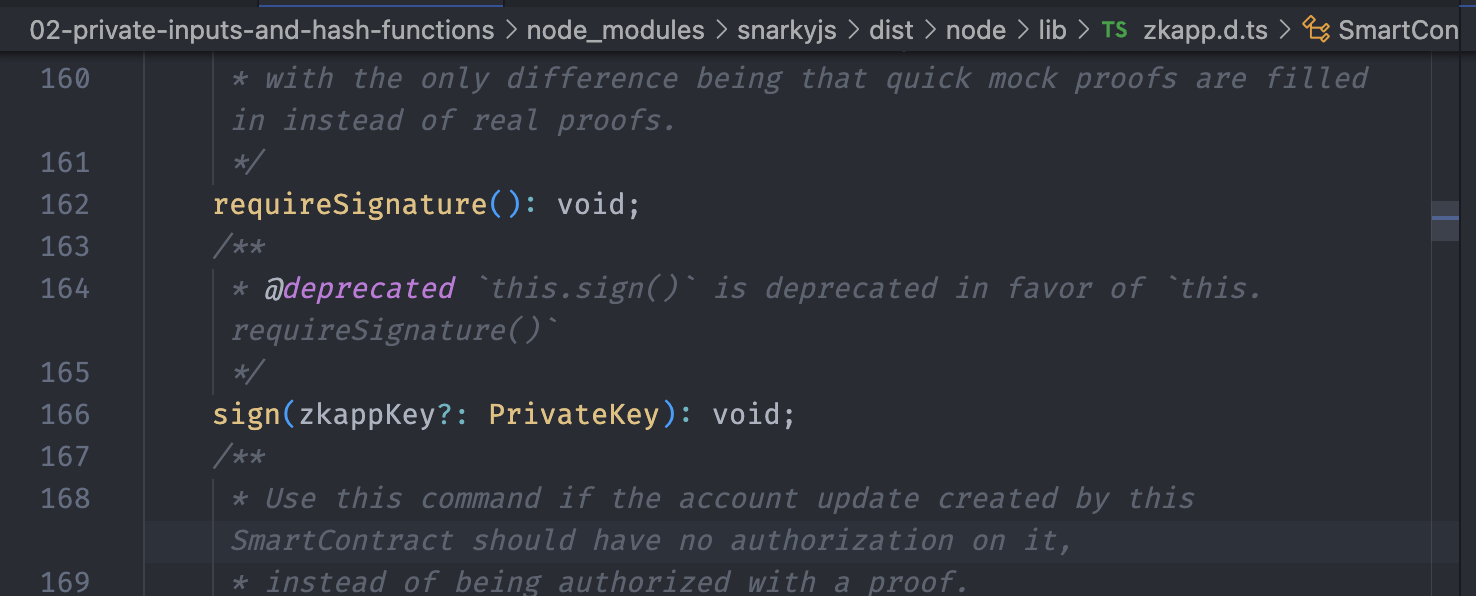 02-private-inputs-and-hash-functions > node_modules > snarkyjs > dist > node > lib > TS zkapp.d.ts > SmartCon
160 * with the only difference being that quick mock proofs are filled
in instead of real proofs.
161 */
162 requireSignature(): void;
163 /**
164 * @deprecated `this.sign()` is deprecated in favor of `this.
requireSignature()`
165 */
166 sign(zkappKey?: PrivateKey): void;
167 /**
168 * Use this command if the account update created by this
SmartContract should have no authorization on it,
169 * instead of being authorized with a proof.